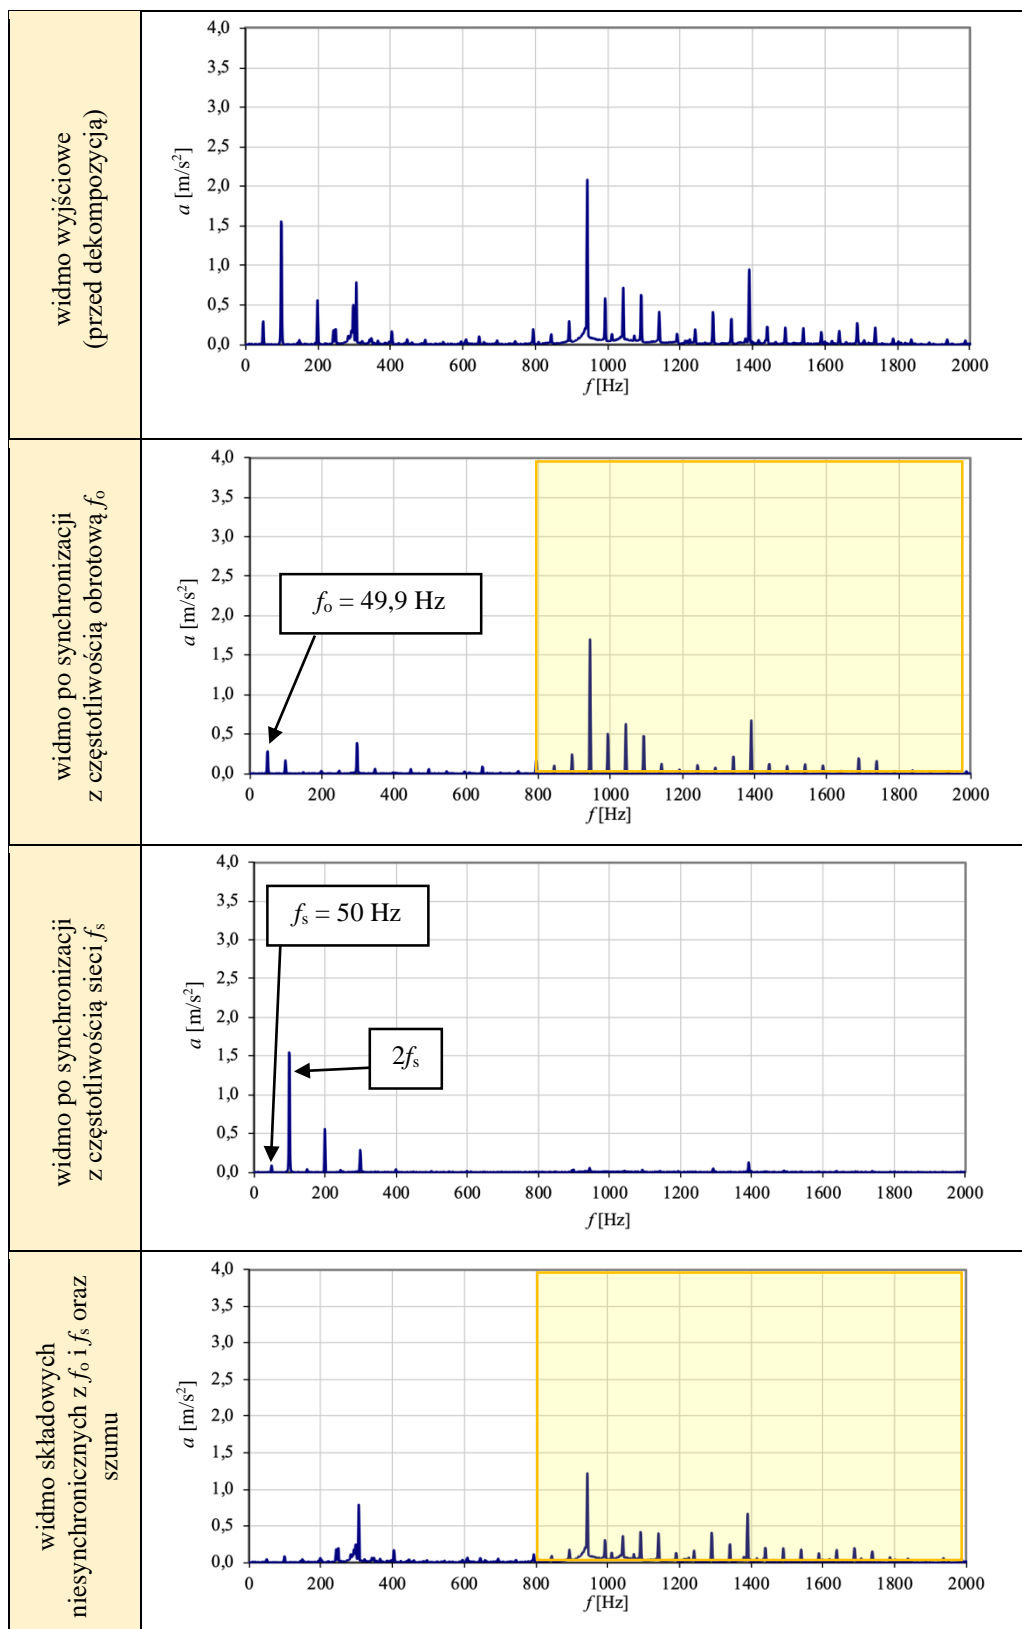 widmo wyjściowe
(przed dekompozycją)
4,0
3,5
3,0
2,5
2,0
1,5
1,0
0,5
0,0
a [m/s²]
0 200 400 600 800 1000 1200 1400 1600 1800 2000
f [Hz]
widmo po synchronizacji
z częstotliwością obrotową fₒ
4,0
3,5
3,0
2,5
2,0
1,5
1,0
0,5
0,0
a [m/s²]
fₒ = 49,9 Hz
0 200 400 600 800 1000 1200 1400 1600 1800 2000
f [Hz]
widmo po synchronizacji
z częstotliwością sieci fₛ
4,0
3,5
3,0
2,5
2,0
1,5
1,0
0,5
0,0
a [m/s²]
fₛ = 50 Hz
2fₛ
0 200 400 600 800 1000 1200 1400 1600 1800 2000
f [Hz]
widmo składowych
niesynchronicznych z fₒ i fₛ oraz
szumu
4,0
3,5
3,0
2,5
2,0
1,5
1,0
0,5
0,0
a [m/s²]
0 200 400 600 800 1000 1200 1400 1600 1800 2000
f [Hz]